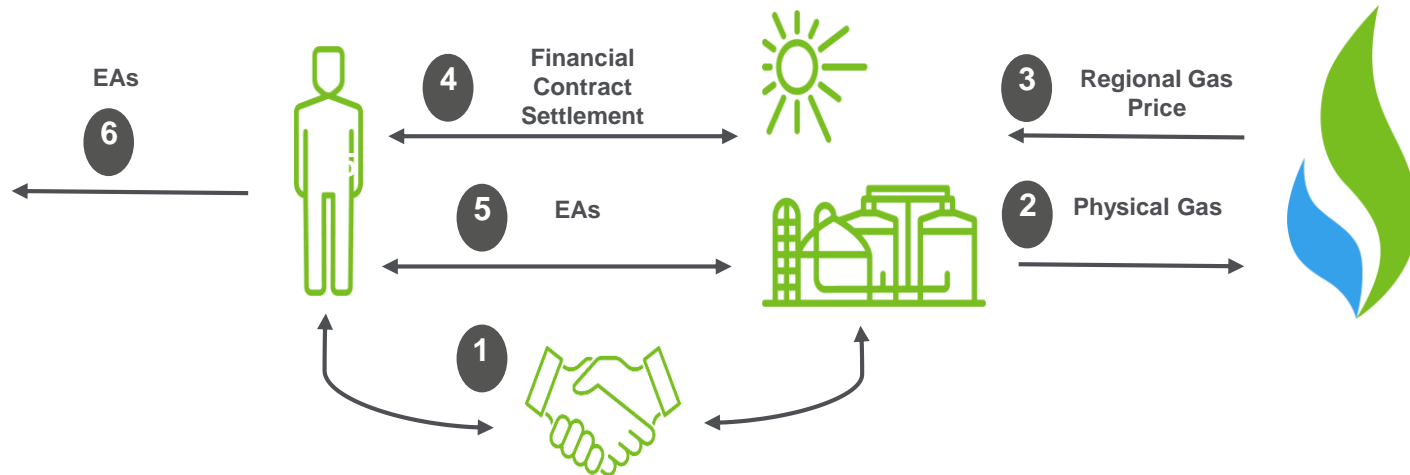 EAs
6
4
Financial
Contract
Settlement
3
Regional Gas
Price
5
EAs
2
Physical Gas
1